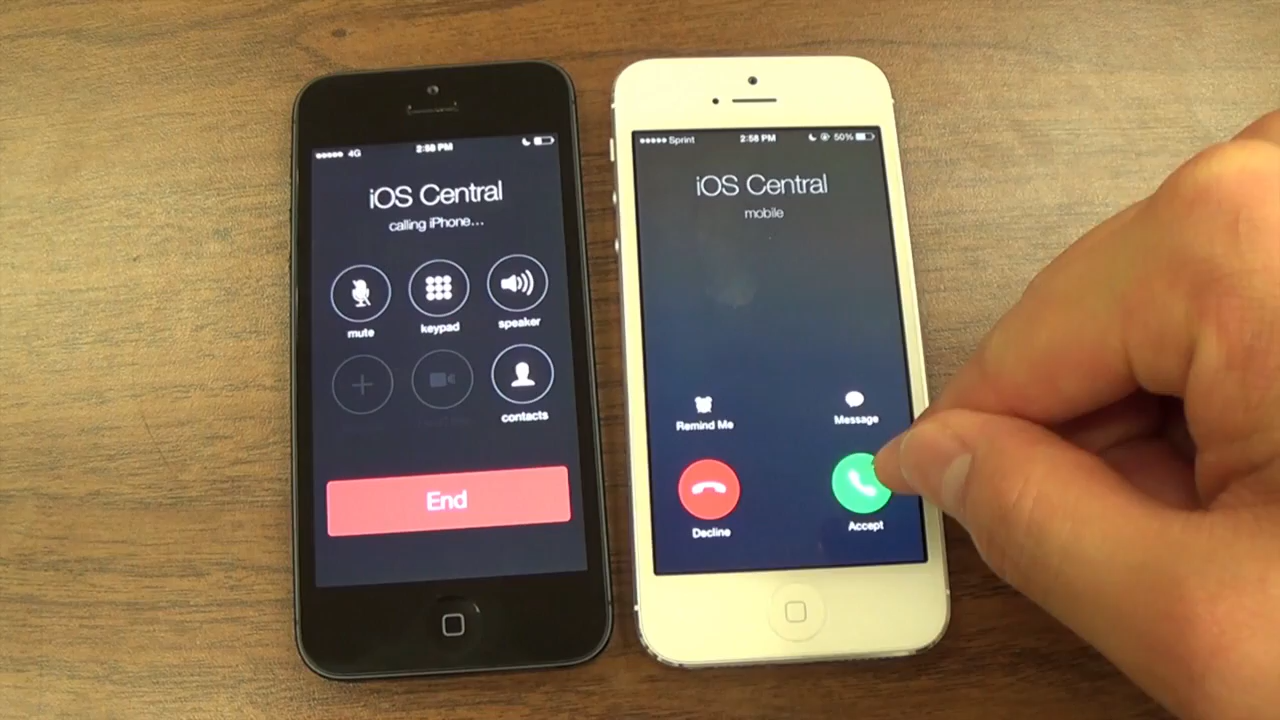 4G 2:58 PM
iOS Central
calling iPhone...
mute keypad speaker
contacts
End
Sprint 2:58 PM 50%
iOS Central
mobile
Remind Me Message
Decline Accept